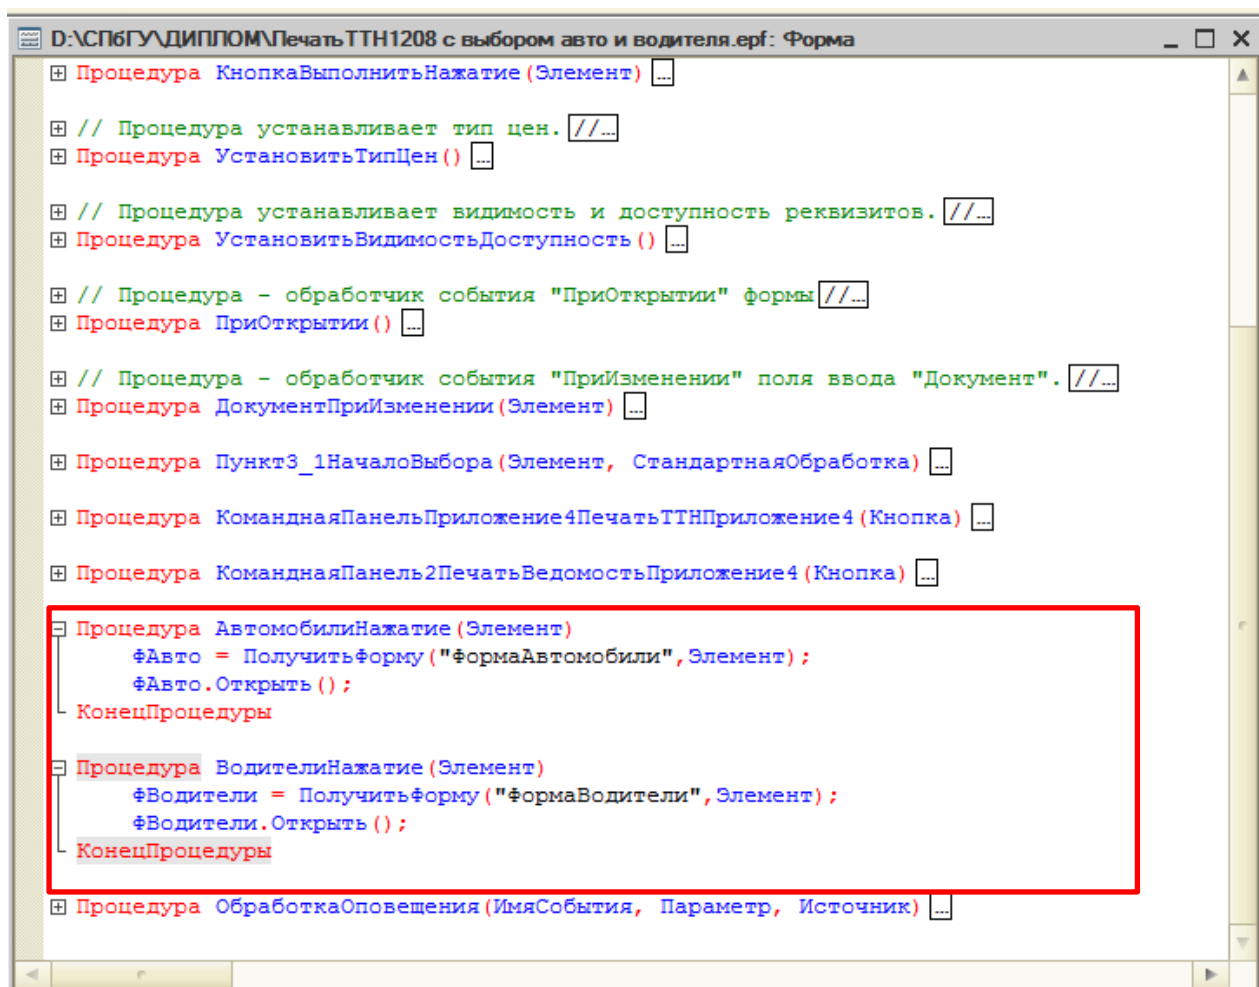 D:\СПбГУ\ДИПЛОМ\ПечатьТТН1208 с выбором авто и водителя.epf: Форма
Процедура КнопкаВыполнитьНажатие(Элемент) ...
// Процедура устанавливает тип цен. //...
Процедура УстановитьТипЦен() ...
// Процедура устанавливает видимость и доступность реквизитов. //...
Процедура УстановитьВидимостьДоступность() ...
// Процедура - обработчик события "ПриОткрытии" формы //...
Процедура ПриОткрытии() ...
// Процедура - обработчик события "ПриИзменении" поля ввода "Документ". //...
Процедура ДокументПриИзменении(Элемент) ...
Процедура Пункт3_1НачалоВыбора(Элемент, СтандартнаяОбработка) ...
Процедура КоманднаяПанельПриложение4ПечатьТТНПриложение4(Кнопка) ...
Процедура КоманднаяПанель2ПечатьВедомостьПриложение4(Кнопка) ...
Процедура АвтомобилиНажатие(Элемент)
ФАвто = ПолучитьФорму("ФормаАвтомобили",Элемент);
ФАвто.Открыть();
КонецПроцедуры
Процедура ВодителиНажатие(Элемент)
ФВодители = ПолучитьФорму("ФормаВодители",Элемент);
ФВодители.Открыть();
КонецПроцедуры
Процедура ОбработкаОповещения(ИмяСобытия, Параметр, Источник) ...